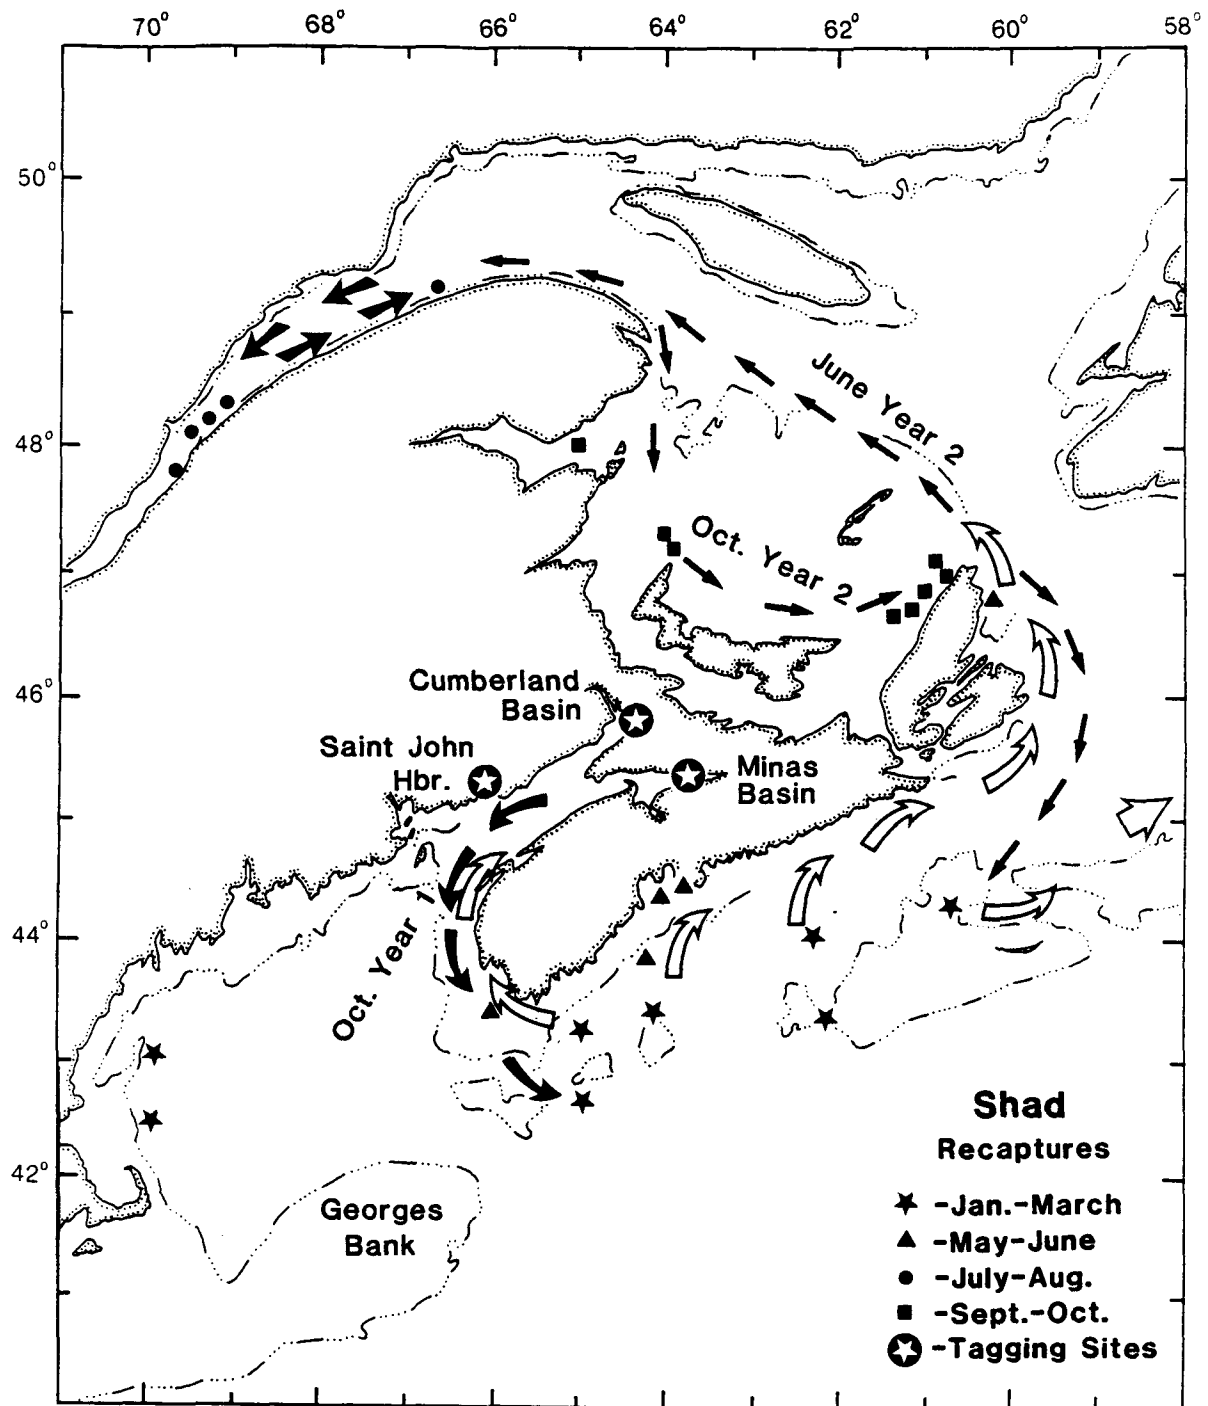 70° 68° 66° 64° 62° 60° 58°
50°
June Year 2
48°
Oct. Year 2
Cumberland
Basin
46°
Saint John
Hbr.
Minas
Basin
Oct. Year 1
44°
Shad
Recaptures
42°
-Jan.-March
Georges
Bank
-May-June
-July-Aug.
-Sept.-Oct.
-Tagging Sites